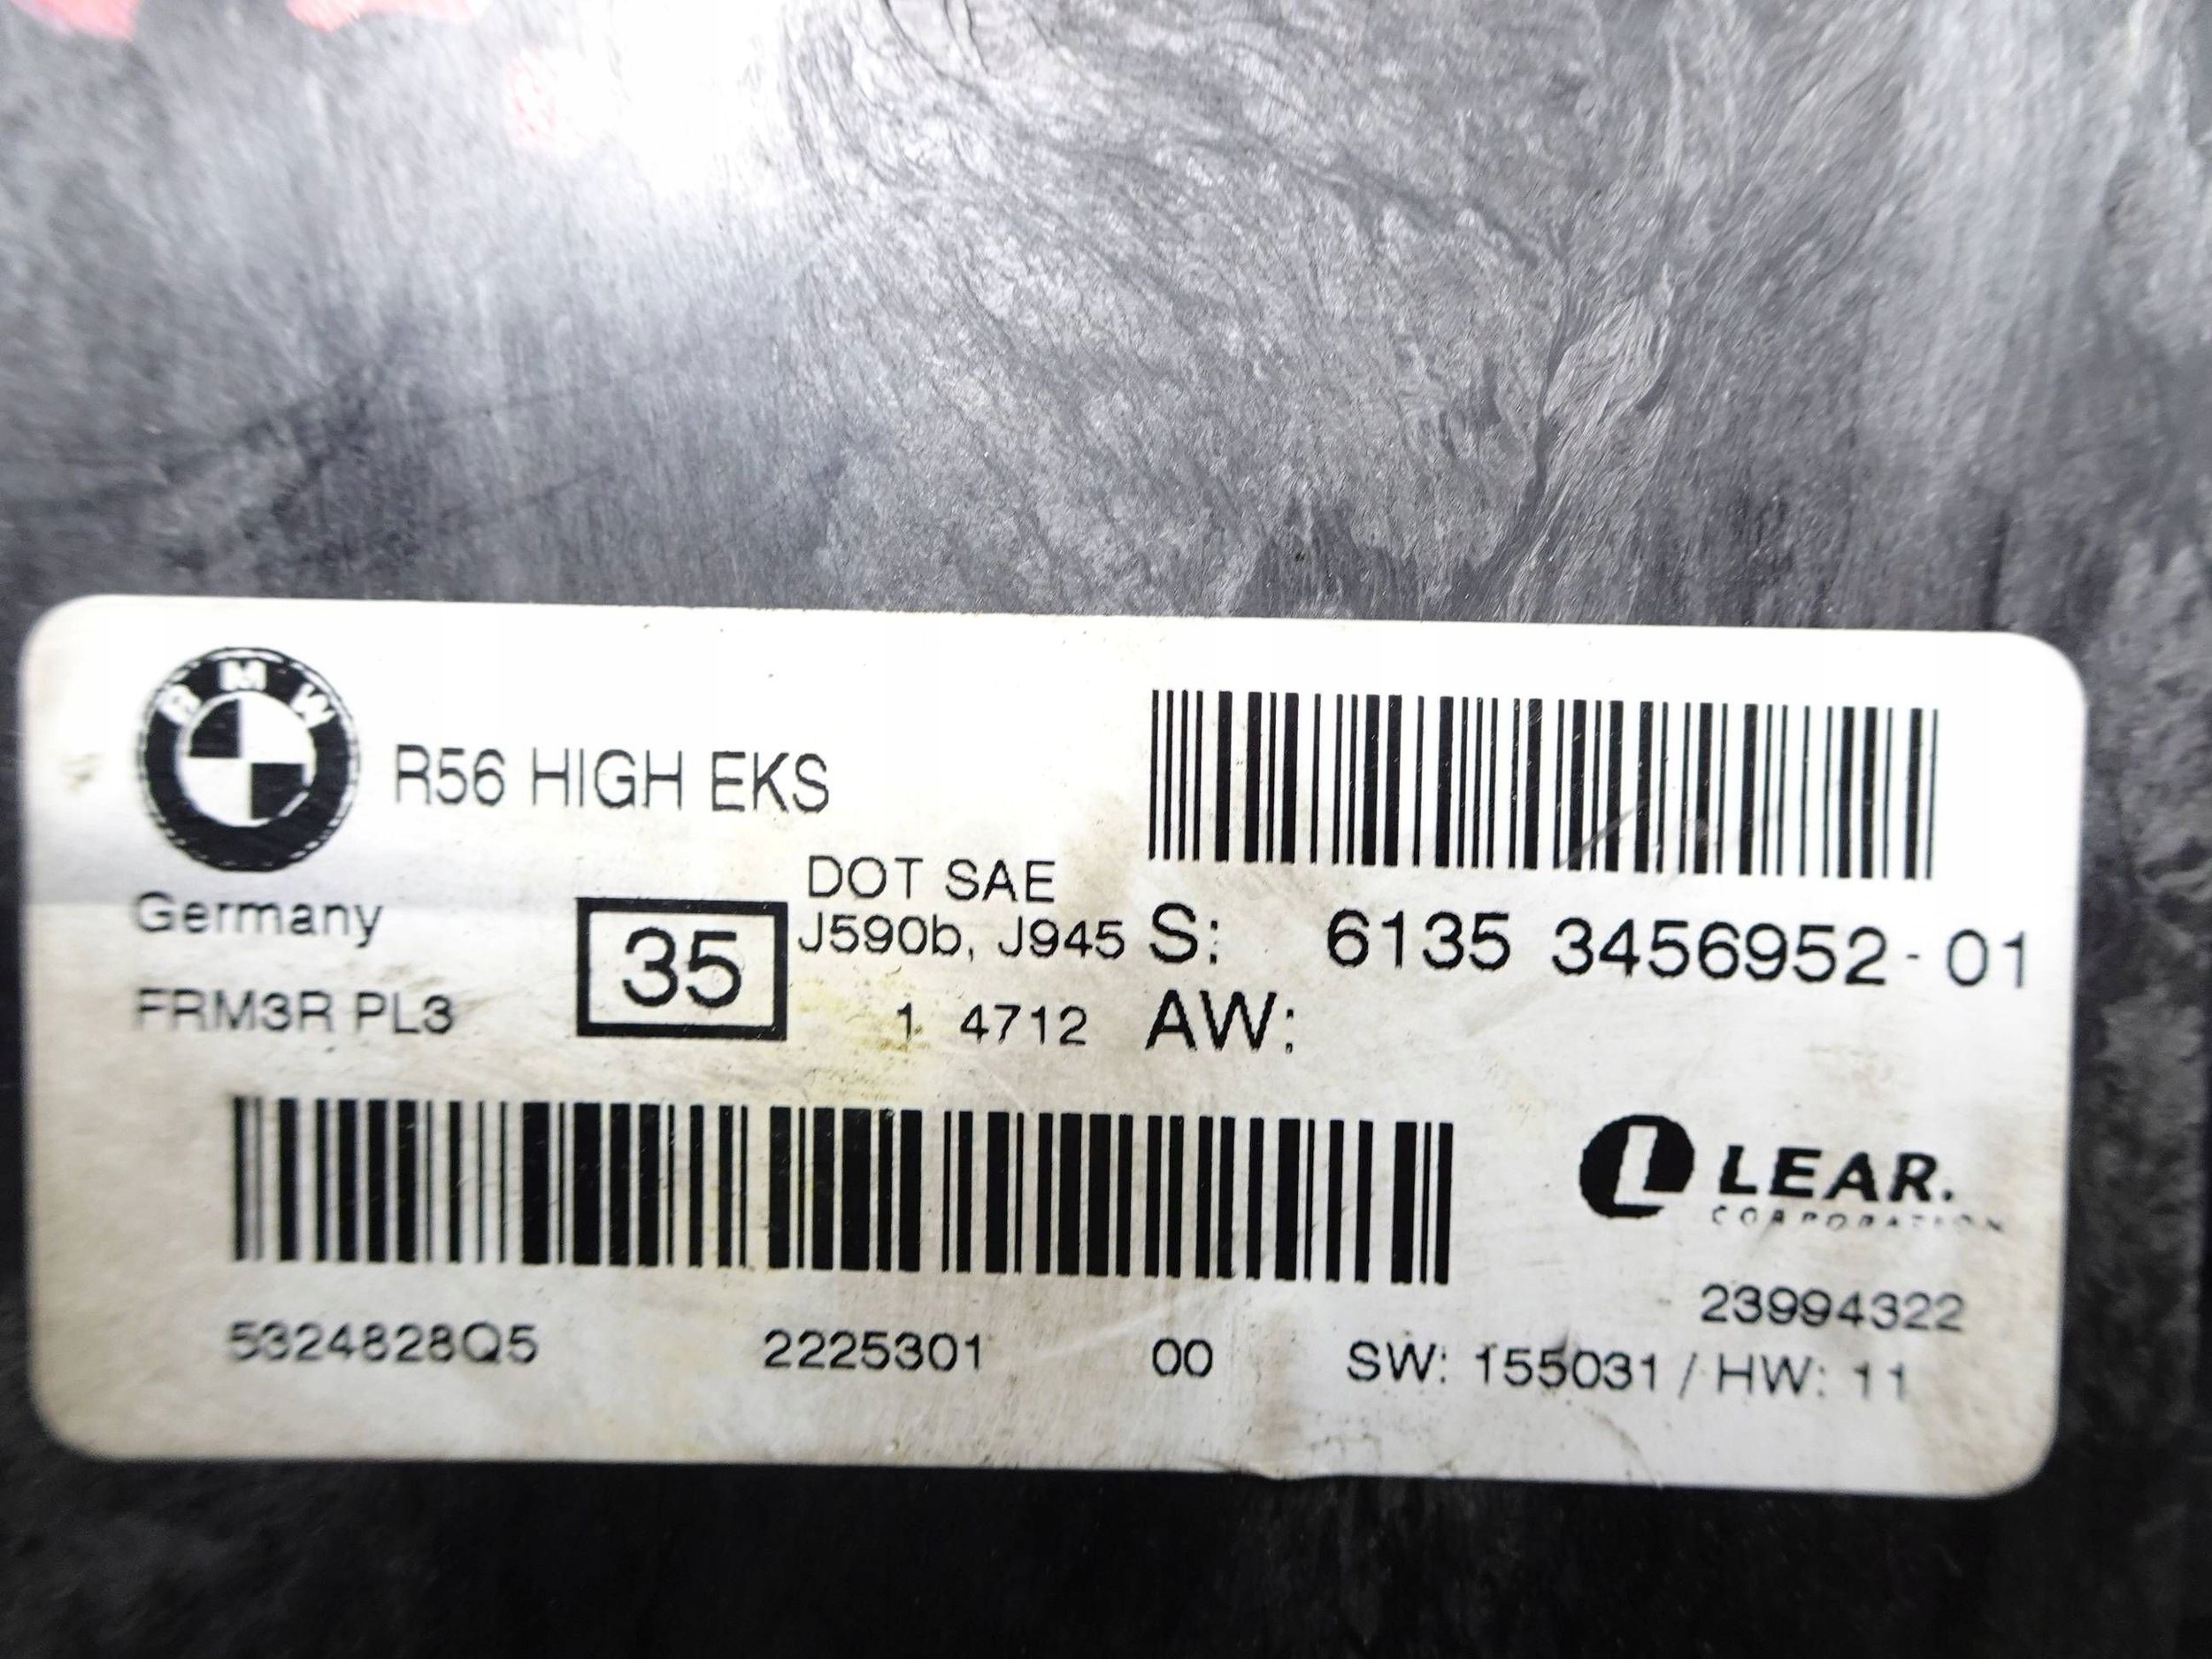 BMW
R56 HIGH EKS
Germany
35
DOT SAE
J590b, J945
S: 6135 3456952-01
FRM3R PL3
1 4712
AW:
LEAR.
CORPORATION
23994322
5324828Q5 2225301 00 SW: 155031 / HW: 11